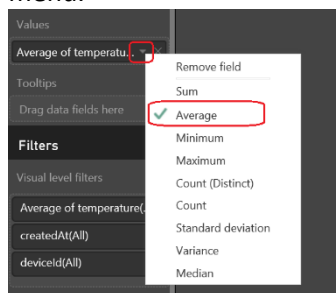 menu.
Values
Average of temperatu...
Tooltips
Drag data fields here
Filters
Visual level filters
Average of temperature(.
createdAt(All)
deviceId(All)
Remove field
Sum
Average
Minimum
Maximum
Count (Distinct)
Count
Standard deviation
Variance
Median